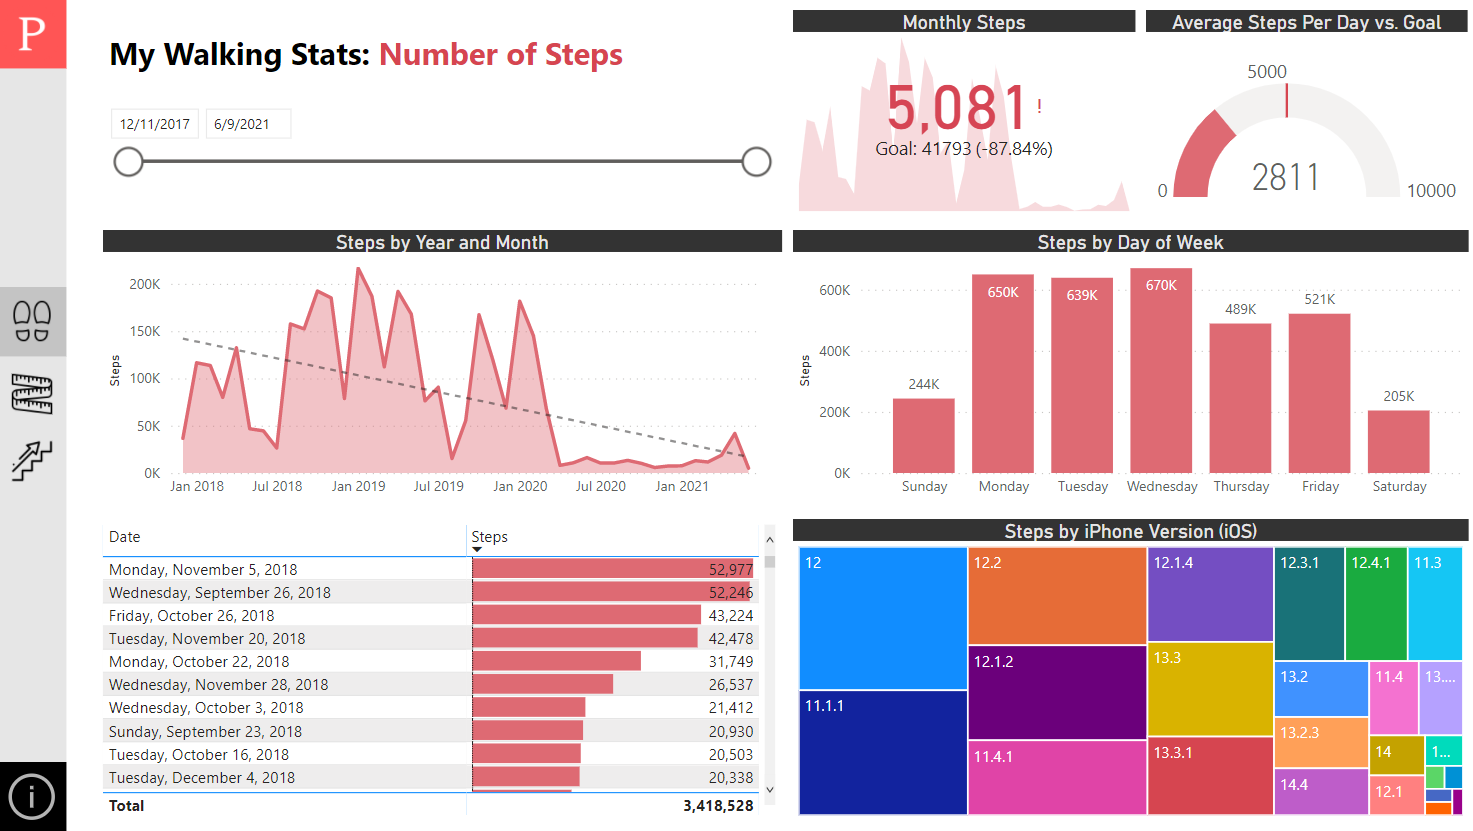 P
My Walking Stats: Number of Steps
12/11/2017
6/9/2021
Monthly Steps
5,081 !
Goal: 41793 (-87.84%)
Average Steps Per Day vs. Goal
5000
2811
0
10000
Steps by Year and Month
Steps
200K
150K
100K
50K
0K
Jan 2018
Jul 2018
Jan 2019
Jul 2019
Jan 2020
Jul 2020
Jan 2021
Steps by Day of Week
Steps
600K
400K
200K
0K
244K
650K
639K
670K
489K
521K
205K
Sunday
Monday
Tuesday
Wednesday
Thursday
Friday
Saturday
Date Steps
Monday, November 5, 2018 52,977
Wednesday, September 26, 2018 52,246
Friday, October 26, 2018 43,224
Tuesday, November 20, 2018 42,478
Monday, October 22, 2018 31,749
Wednesday, November 28, 2018 26,537
Wednesday, October 3, 2018 21,412
Sunday, September 23, 2018 20,930
Tuesday, October 16, 2018 20,503
Tuesday, December 4, 2018 20,338
Total 3,418,528
Steps by iPhone Version (iOS)
12
11.1.1
12.2
12.1.2
11.4.1
12.1.4
13.3
13.3.1
12.3.1
12.4.1
11.3
13.2
13.2.3
14.4
11.4
13....
14
1...
12.1
i